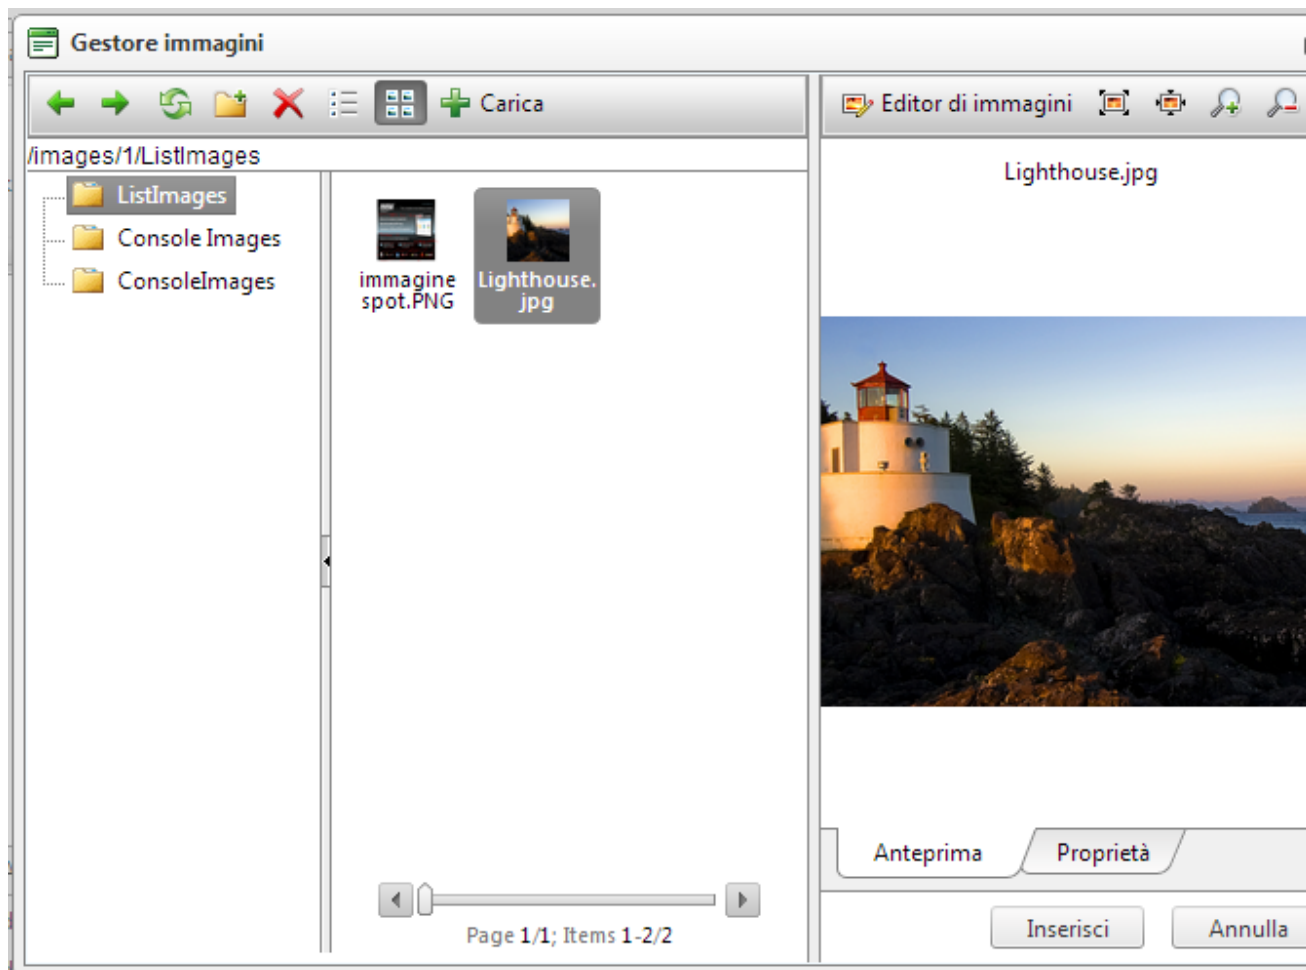 Gestore immagini
Carica
Editor di immagini
/images/1/ListImages
Lighthouse.jpg
ListImages
Console Images
ConsoleImages
immagine
spot.PNG
Lighthouse.
jpg
Anteprima
Proprietà
Page 1/1; Items 1-2/2
Inserisci
Annulla